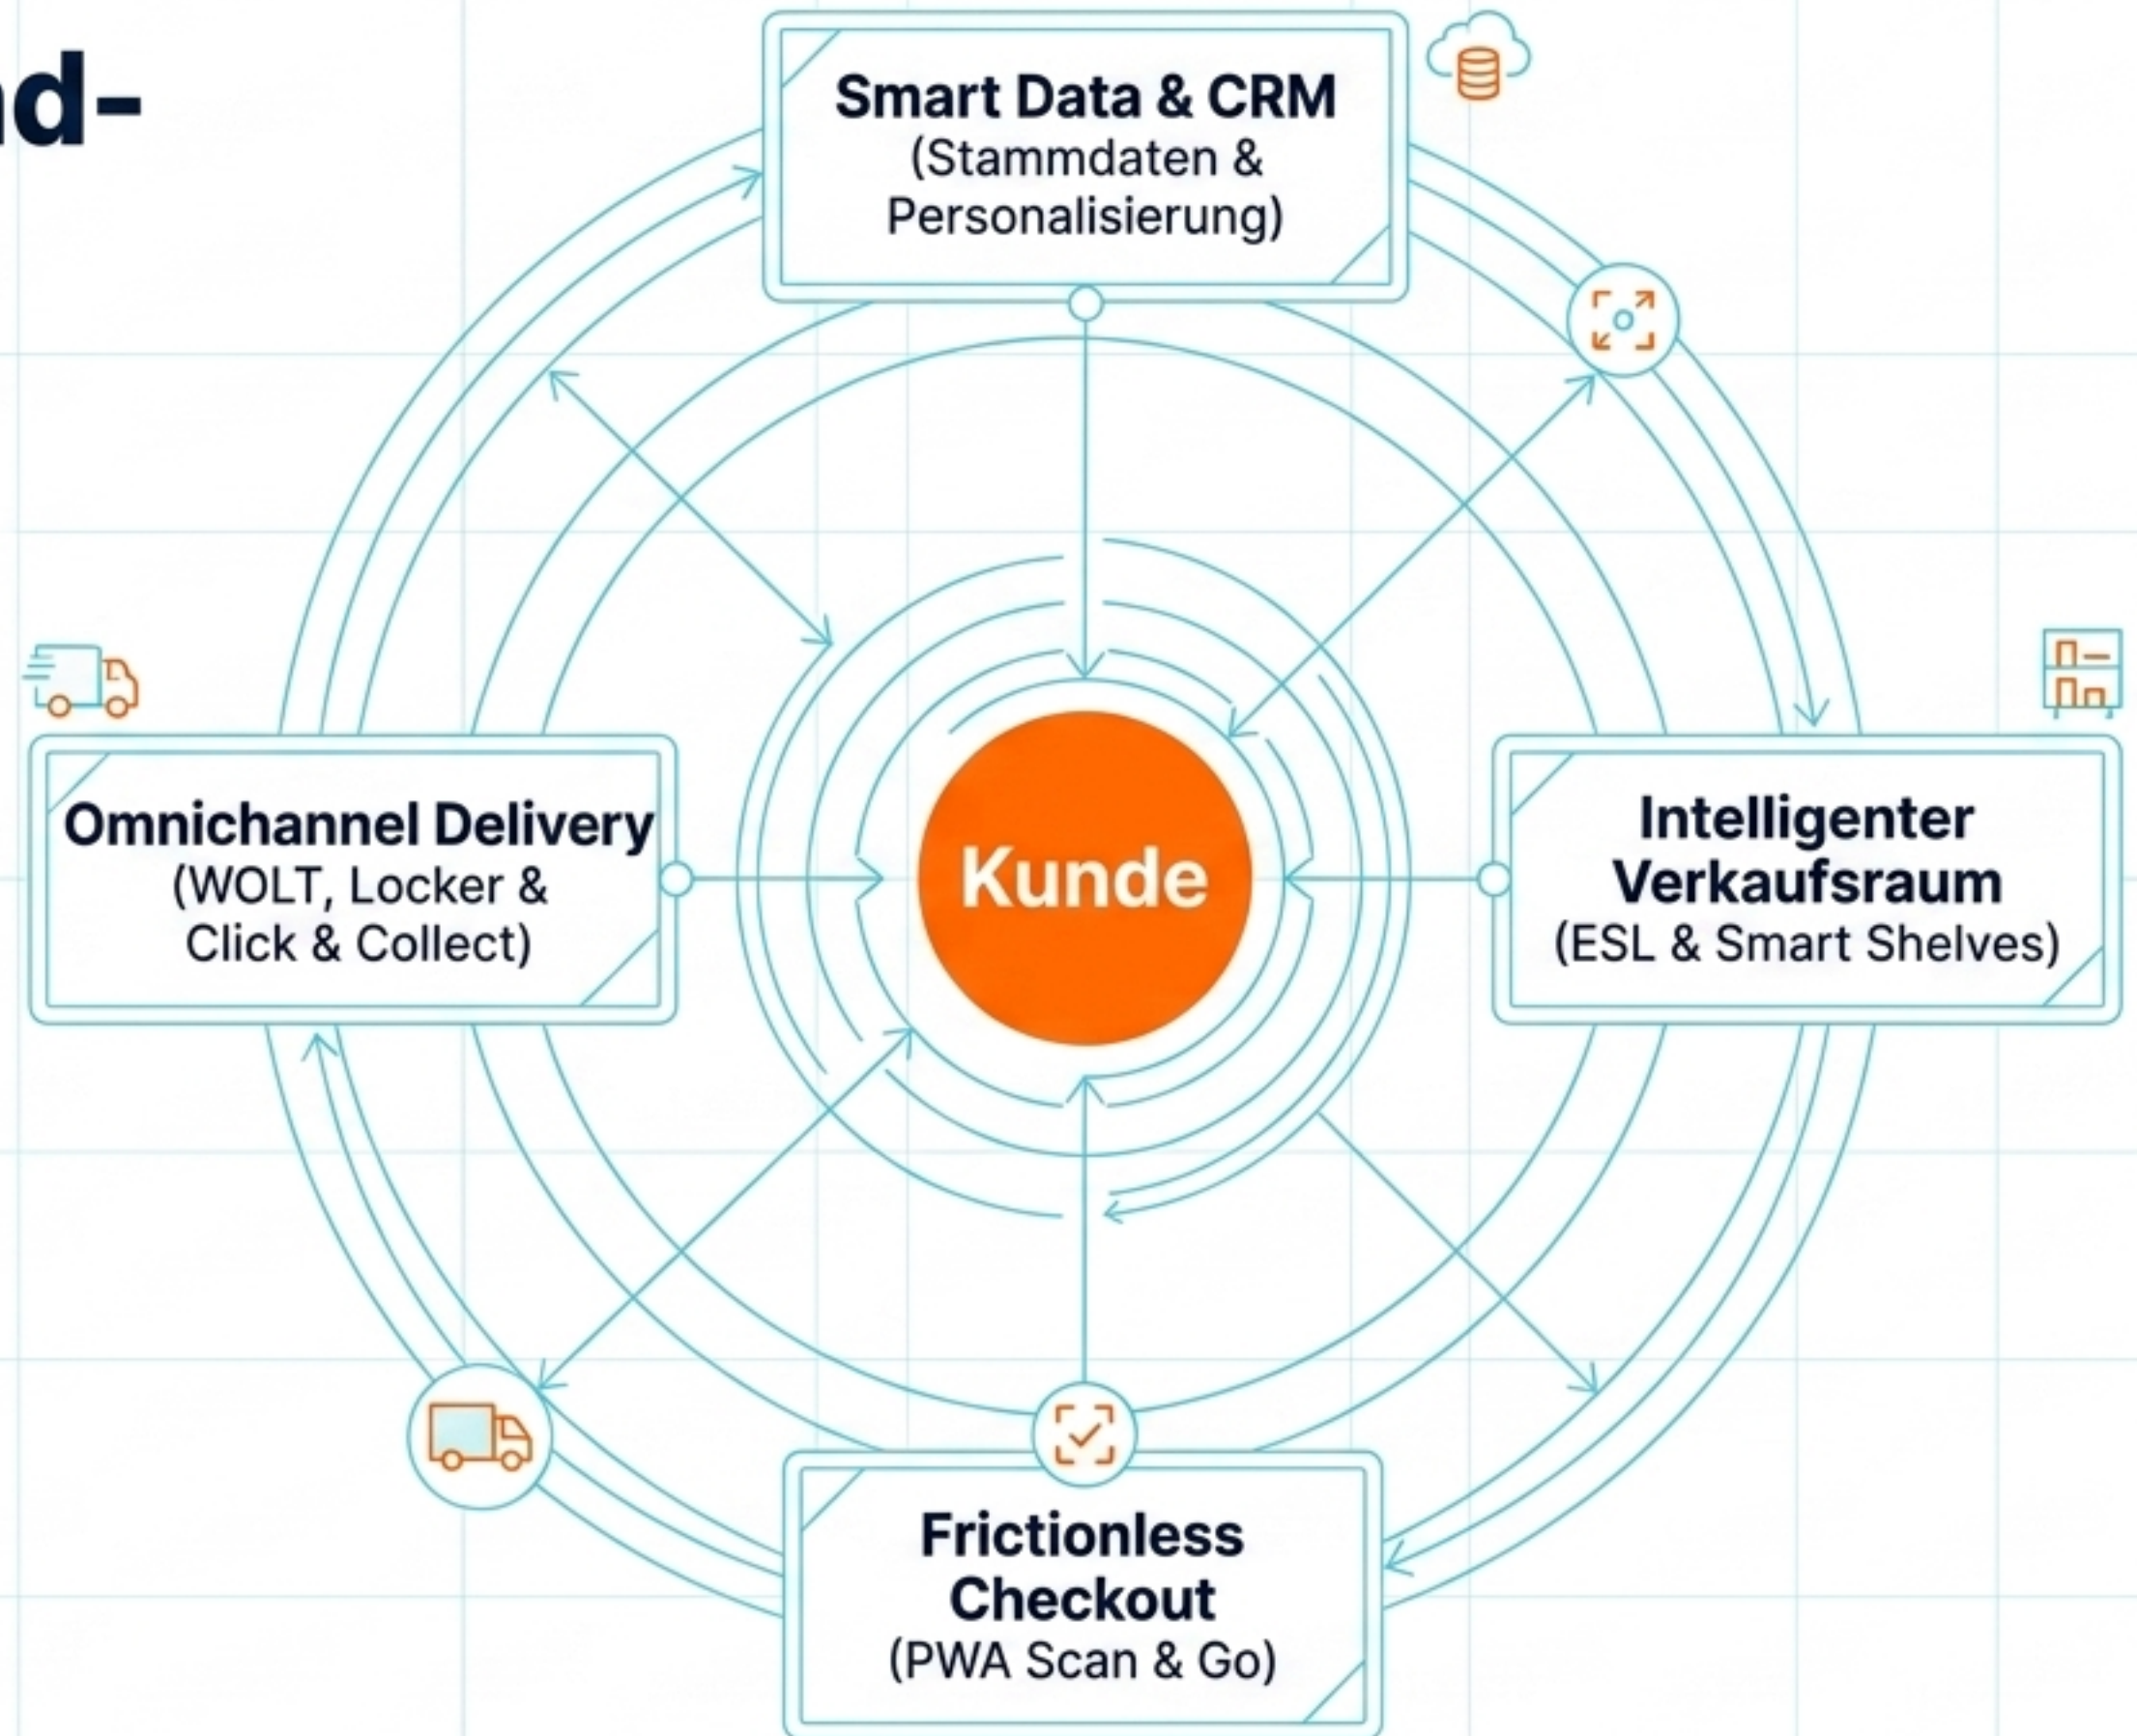 Smart Data & CRM
(Stammdaten &
Personalisierung)
Omnichannel Delivery
(WOLT, Locker &
Click & Collect)
Kunde
Intelligenter
Verkaufsraum
(ESL & Smart Shelves)
Frictionless
Checkout
(PWA Scan & Go)